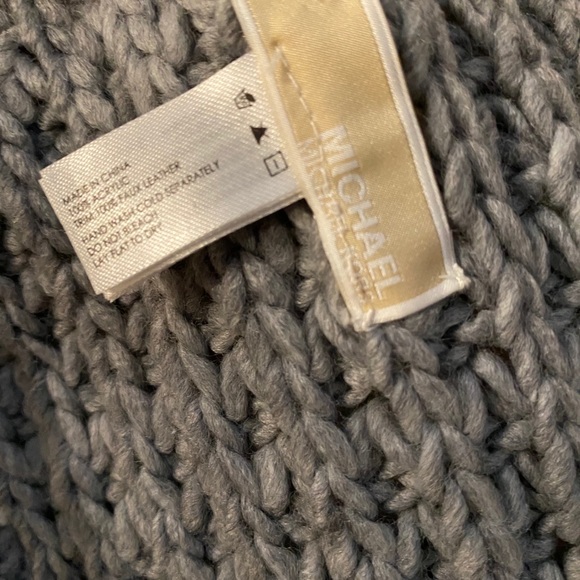 MADE IN CHINA
100% ACRYLIC
TRIM: 100% FAUX LEATHER
HAND WASH COLD SEPARATELY
DO NOT BLEACH
LAY FLAT TO DRY
MICHAEL
MICHAEL KORS